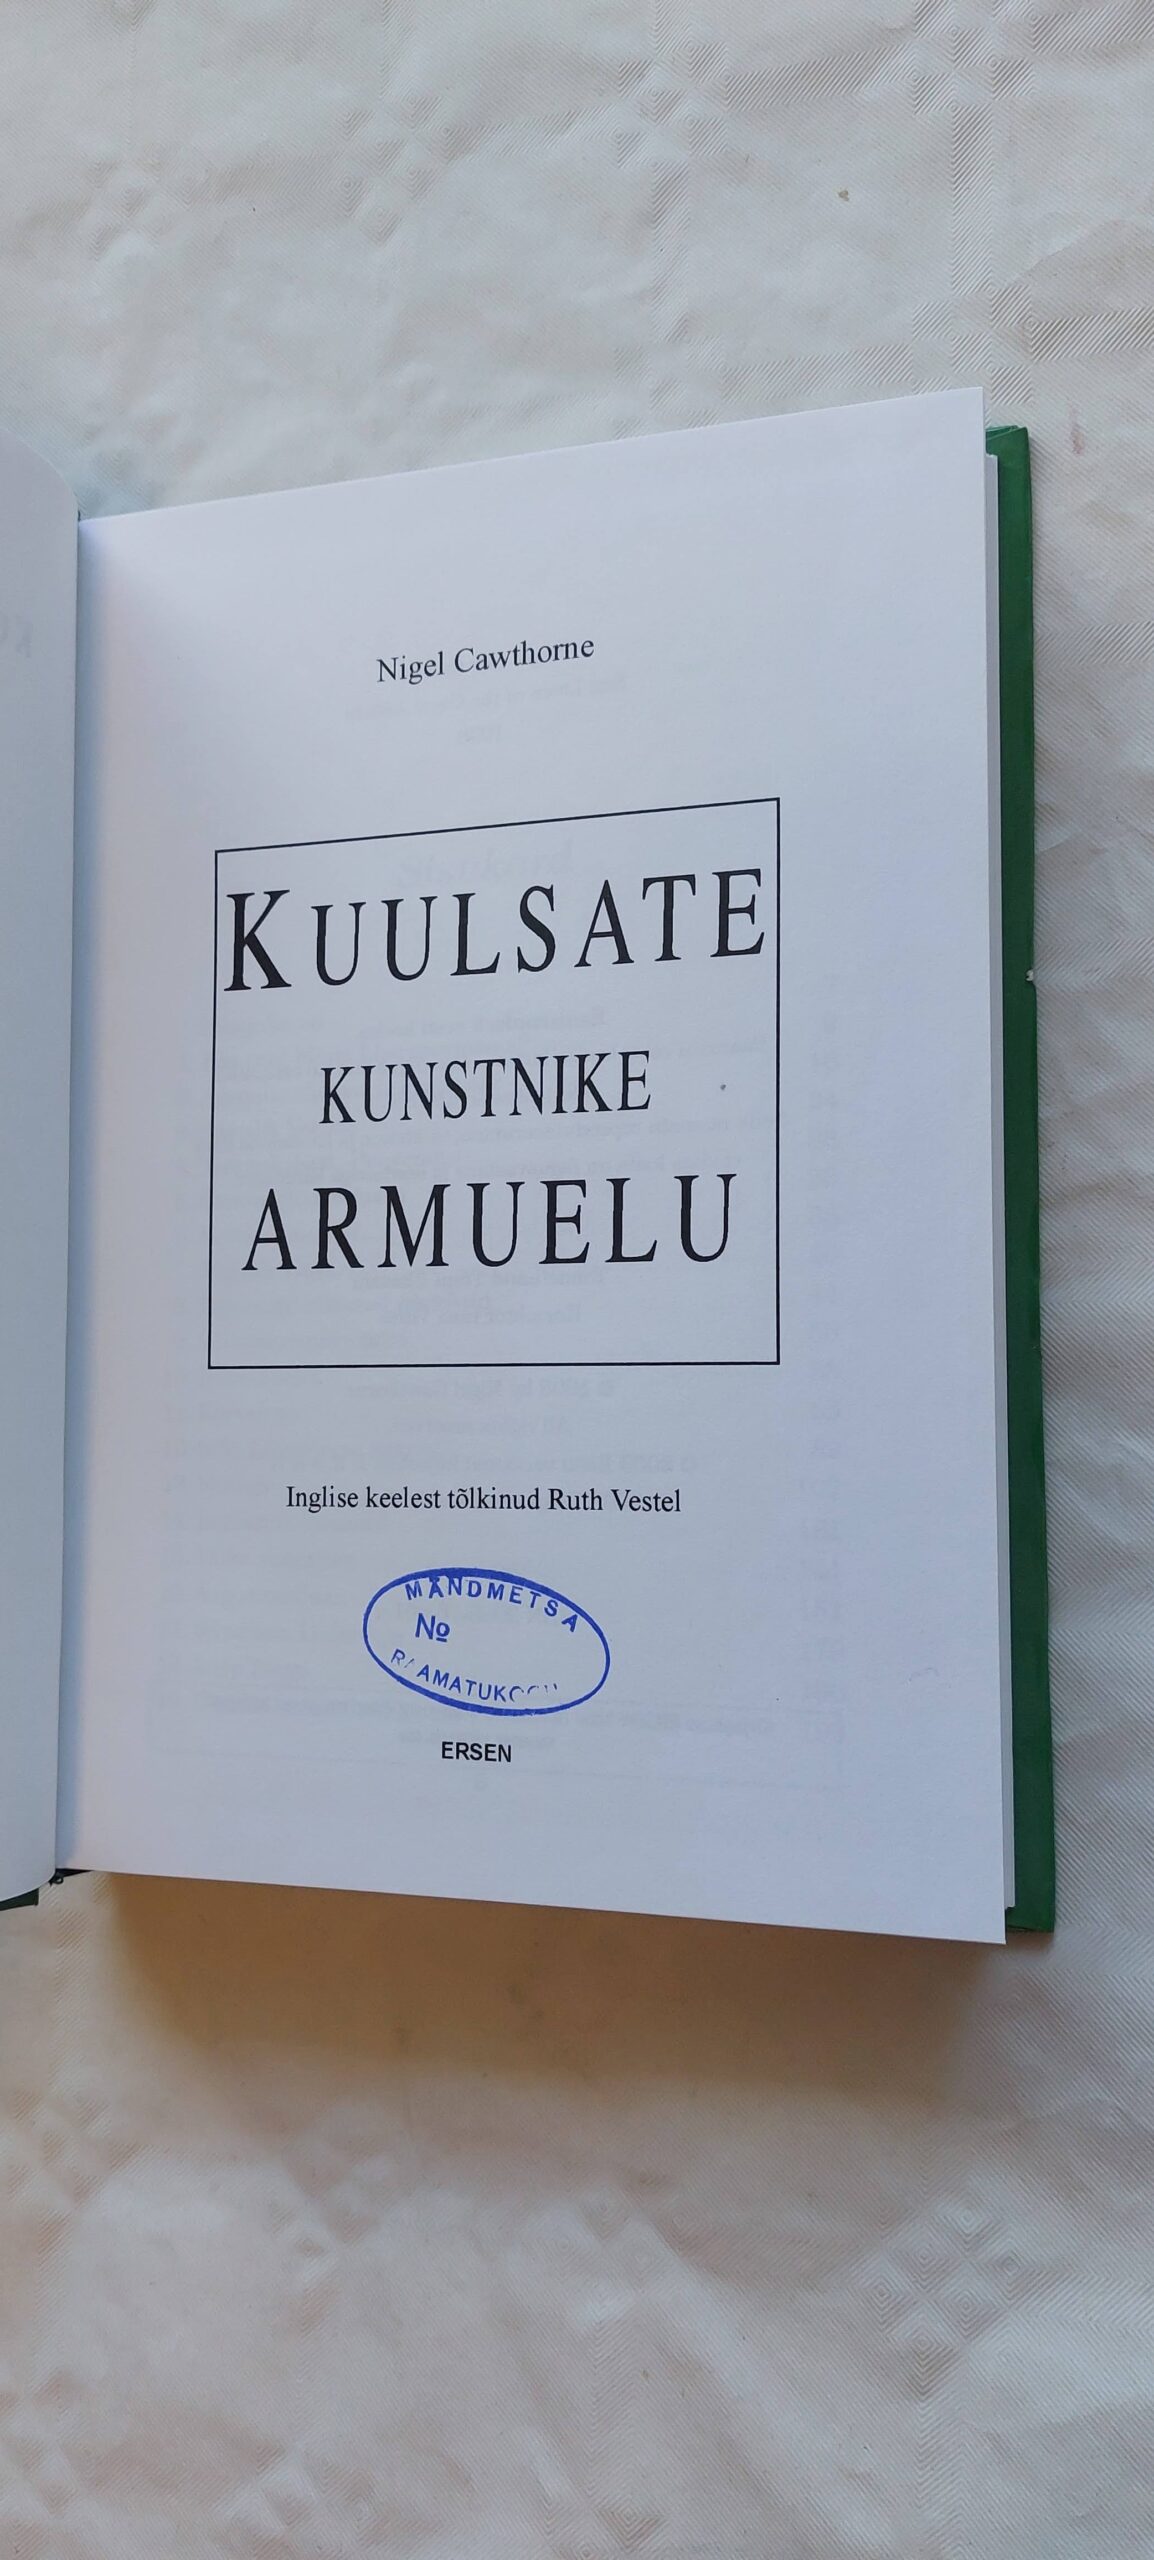 Nigel Cawthorne
KUULSATE
KUNSTNIKE
ARMUELU
Inglise keelest tõlkinud Ruth Vestel
MÄNDMETSA
№
ERSEN